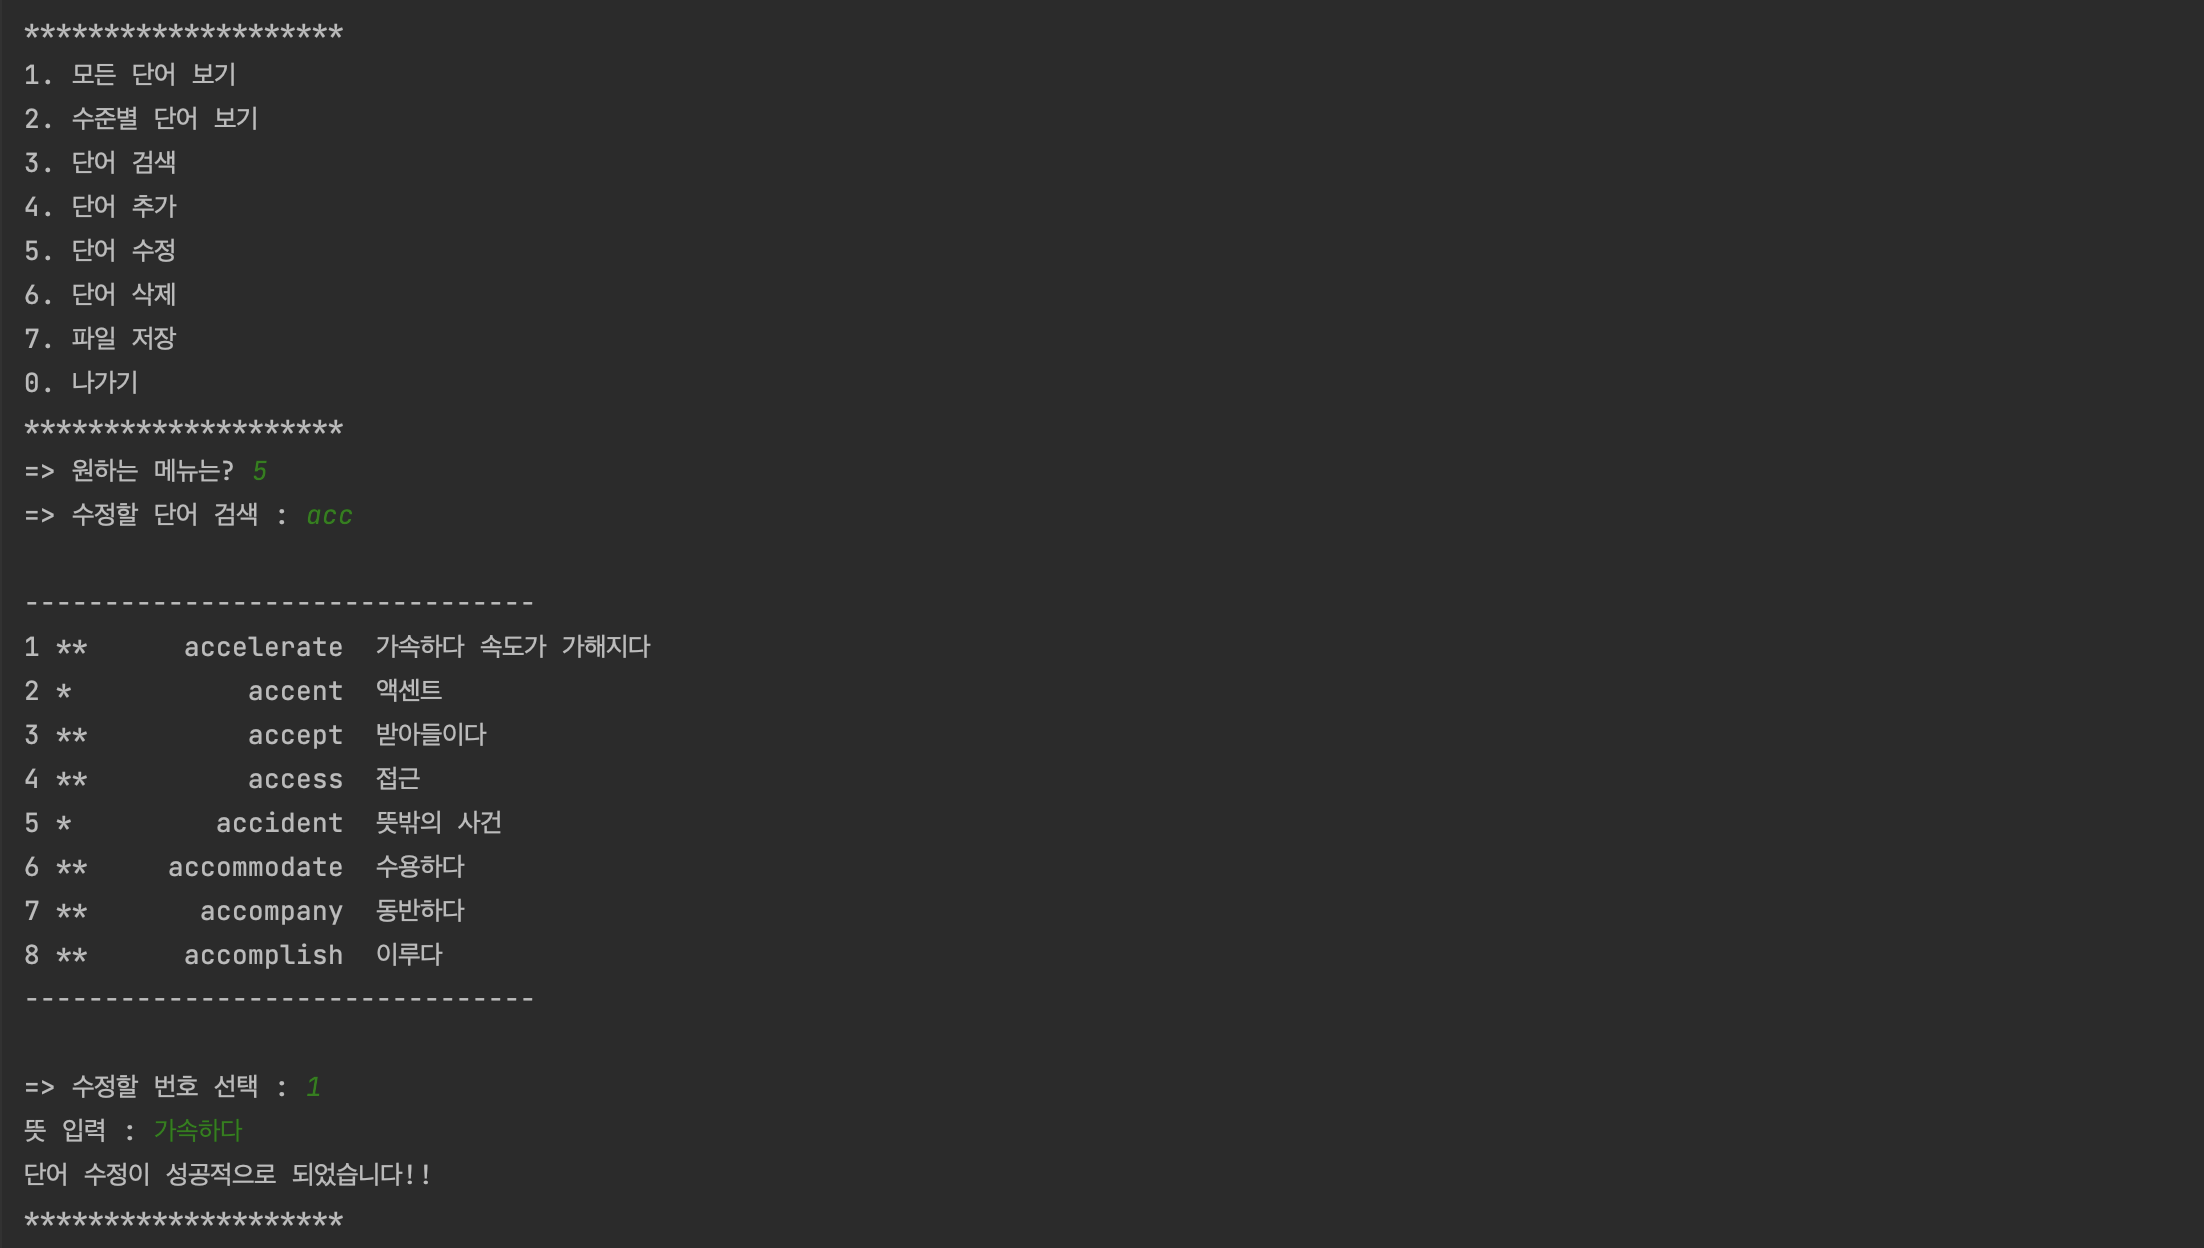 ********************
1. 모든 단어 보기
2. 수준별 단어 보기
3. 단어 검색
4. 단어 추가
5. 단어 수정
6. 단어 삭제
7. 파일 저장
0. 나가기
********************
=> 원하는 메뉴는? 5
=> 수정할 단어 검색 : acc
--------------------------------
1 **      accelerate  가속하다 속도가 가해지다
2 *           accent  액센트
3 **          accept  받아들이다
4 **          access  접근
5 *         accident  뜻밖의 사건
6 **     accommodate  수용하다
7 **       accompany  동반하다
8 **      accomplish  이루다
--------------------------------
=> 수정할 번호 선택 : 1
뜻 입력 : 가속하다
단어 수정이 성공적으로 되었습니다!!
********************